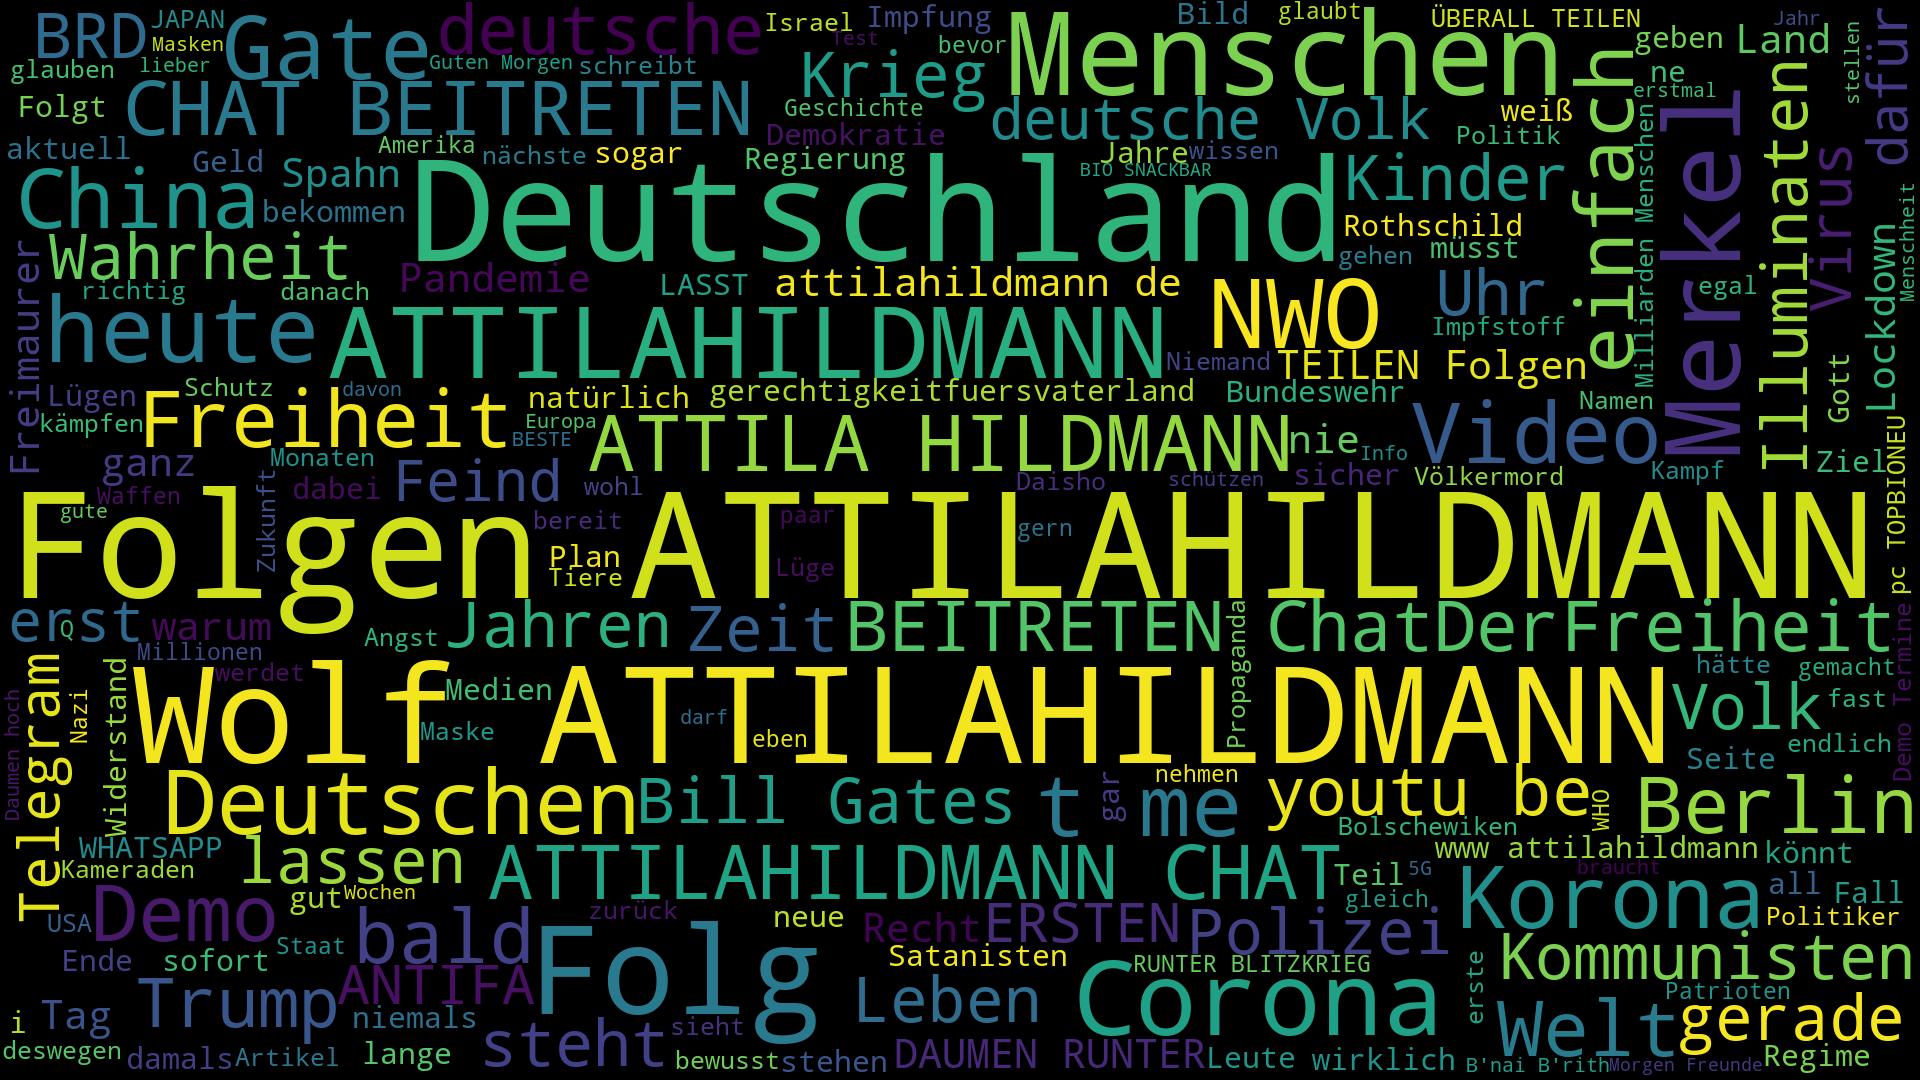 BRD
JAPAN
Masken
Gate
deutsche
Israel
Impfung
Test
bevor
Bild
glaubt
Menschen
ÜBERALL TEILEN
Jahr
geben
Land
stellen
dafür
glauben
lieber
Guten Morgen
schreibt
Krieg
ne
erstmal
Folgt
CHAT BEITRETEN
Geschichte
deutsche Volk
weiß
einfach
Merkel
Illuminaten
aktuell
Amerika
nächste
sogar
Demokratie
Regierung
Jahre
wissen
Politik
Milliarden Menschen
Virus
Geld
Spahn
BIO SNACKBAR
Kinder
China
bekommen
Deutschland
Rothschild
gehen
müsst
Lockdown
Menschheit
Wahrheit
Freimaurer
richtig
danach
Pandemie
LASST
attilahildmann de
NWO
Uhr
egal
heute
ATTILAHILDMANN
Impfstoff
Niemand
TEILEN Folgen
Gott
Lügen
Schutz
davon
natürlich
gerechtigkeitfuersvaterland
Bundeswehr
Namen
kämpfen
Freiheit
BESTE
Europa
ATTILA HILDMANN
nie
Info
Video
ganz
Monaten
Feind
wohl
Daisho
schützen
sicher
Völkermord
Kampf
Ziel
pc TOPBIONEU
Waffen
gute
Zukunft
dabei
Folgen ATTILAHILDMANN
bereit
paar
gern
Plan
Tiere
Lüge
erst
Q
warum
Angst
Jahren
Zeit
BEITRETEN
Propaganda
ChatDerFreiheit
Demo Termine
Millionen
werdet
Telegram
Nazi
Widerstand
Daumen hoch
Wolf ATTILAHILDMANN
Medien
Maske
darf
eben
hätte
gemacht
Volk
fast
endlich
Seite
Deutschen
Bill Gates
t me
gar
nehmen
youtu be
WHO
Berlin
Bolschewiken
WHATSAPP
Kameraden
lassen
ATTILAHILDMANN CHAT
Teil
5G
www attilahildmann
könnt
braucht
gut
Wochen
gleich
all
Fall
USA
Demo
Staat
bald
zurück
neue
Recht
ERSTEN
Polizei
Korona
Politiker
Ende
sofort
ANTIFA
Folg
Satanisten
RUNTER BLITZKRIEG
erste
Kommunisten
Patrioten
i
Tag
Trump
niemals
steht
sieht
Leben
Corona
Welt
gerade
deswegen
damals
Artikel
lange
bewusst
stehen
DAUMEN RUNTER
Leute
wirklich
B'nai B'rith
Morgen Freunde
Regime